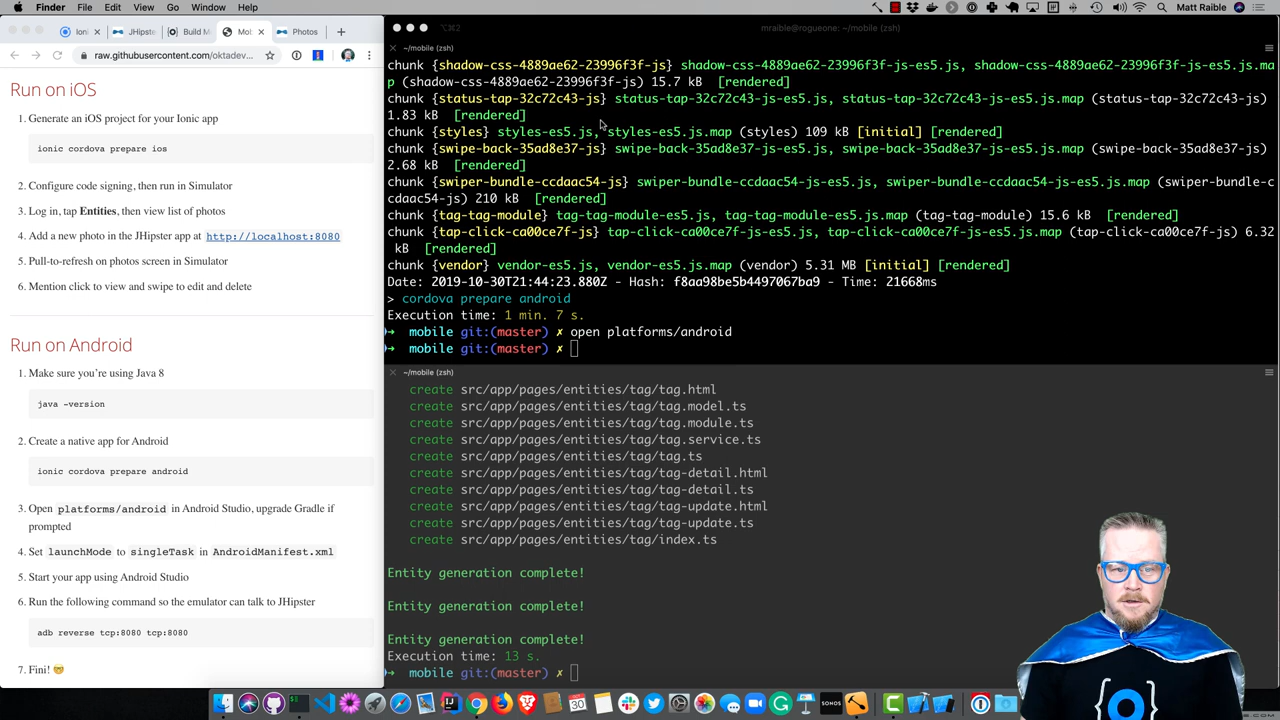 Finder File Edit View Go Window Help
Matt Raible
Ioni
JHipste
Build M
Mob
Photos
raw.githubusercontent.com/oktadev...
Run on iOS
1. Generate an iOS project for your Ionic app
ionic cordova prepare ios
2. Configure code signing, then run in Simulator
3. Log in, tap Entities, then view list of photos
4. Add a new photo in the JHipster app at http://localhost:8080
5. Pull-to-refresh on photos screen in Simulator
6. Mention click to view and swipe to edit and delete
Run on Android
1. Make sure you're using Java 8
java -version
2. Create a native app for Android
ionic cordova prepare android
3. Open platforms/android in Android Studio, upgrade Gradle if
prompted
4. Set launchMode to singleTask in AndroidManifest.xml
5. Start your app using Android Studio
6. Run the following command so the emulator can talk to JHipster
adb reverse tcp:8080 tcp:8080
7. Fini! 🤓
⌥⌘2
mraible@rogueone: ~/mobile (zsh)
~/mobile (zsh)
chunk {shadow-css-4889ae62-23996f3f-js} shadow-css-4889ae62-23996f3f-js-es5.js, shadow-css-4889ae62-23996f3f-js-es5.js.ma
p (shadow-css-4889ae62-23996f3f-js) 15.7 kB [rendered]
chunk {status-tap-32c72c43-js} status-tap-32c72c43-js-es5.js, status-tap-32c72c43-js-es5.js.map (status-tap-32c72c43-js)
1.83 kB [rendered]
chunk {styles} styles-es5.js, styles-es5.js.map (styles) 109 kB [initial] [rendered]
chunk {swipe-back-35ad8e37-js} swipe-back-35ad8e37-js-es5.js, swipe-back-35ad8e37-js-es5.js.map (swipe-back-35ad8e37-js)
2.68 kB [rendered]
chunk {swiper-bundle-ccdaac54-js} swiper-bundle-ccdaac54-js-es5.js, swiper-bundle-ccdaac54-js-es5.js.map (swiper-bundle-c
cdaac54-js) 210 kB [rendered]
chunk {tag-tag-module} tag-tag-module-es5.js, tag-tag-module-es5.js.map (tag-tag-module) 15.6 kB [rendered]
chunk {tap-click-ca00ce7f-js} tap-click-ca00ce7f-js-es5.js, tap-click-ca00ce7f-js-es5.js.map (tap-click-ca00ce7f-js) 6.32
kB [rendered]
chunk {vendor} vendor-es5.js, vendor-es5.js.map (vendor) 5.31 MB [initial] [rendered]
Date: 2019-10-30T21:44:23.880Z - Hash: f8aa98be5b4497067ba9 - Time: 21668ms
> cordova prepare android
Execution time: 1 min. 7 s.
➜ mobile git:(master) ✗ open platforms/android
➜ mobile git:(master) ✗
~/mobile (zsh)
create src/app/pages/entities/tag/tag.html
create src/app/pages/entities/tag/tag.model.ts
create src/app/pages/entities/tag/tag.module.ts
create src/app/pages/entities/tag/tag.service.ts
create src/app/pages/entities/tag/tag.ts
create src/app/pages/entities/tag/tag-detail.html
create src/app/pages/entities/tag/tag-detail.ts
create src/app/pages/entities/tag/tag-update.html
create src/app/pages/entities/tag/tag-update.ts
create src/app/pages/entities/tag/index.ts
Entity generation complete!
Entity generation complete!
Entity generation complete!
Execution time: 13 s.
➜ mobile git:(master) ✗
30
SONOS